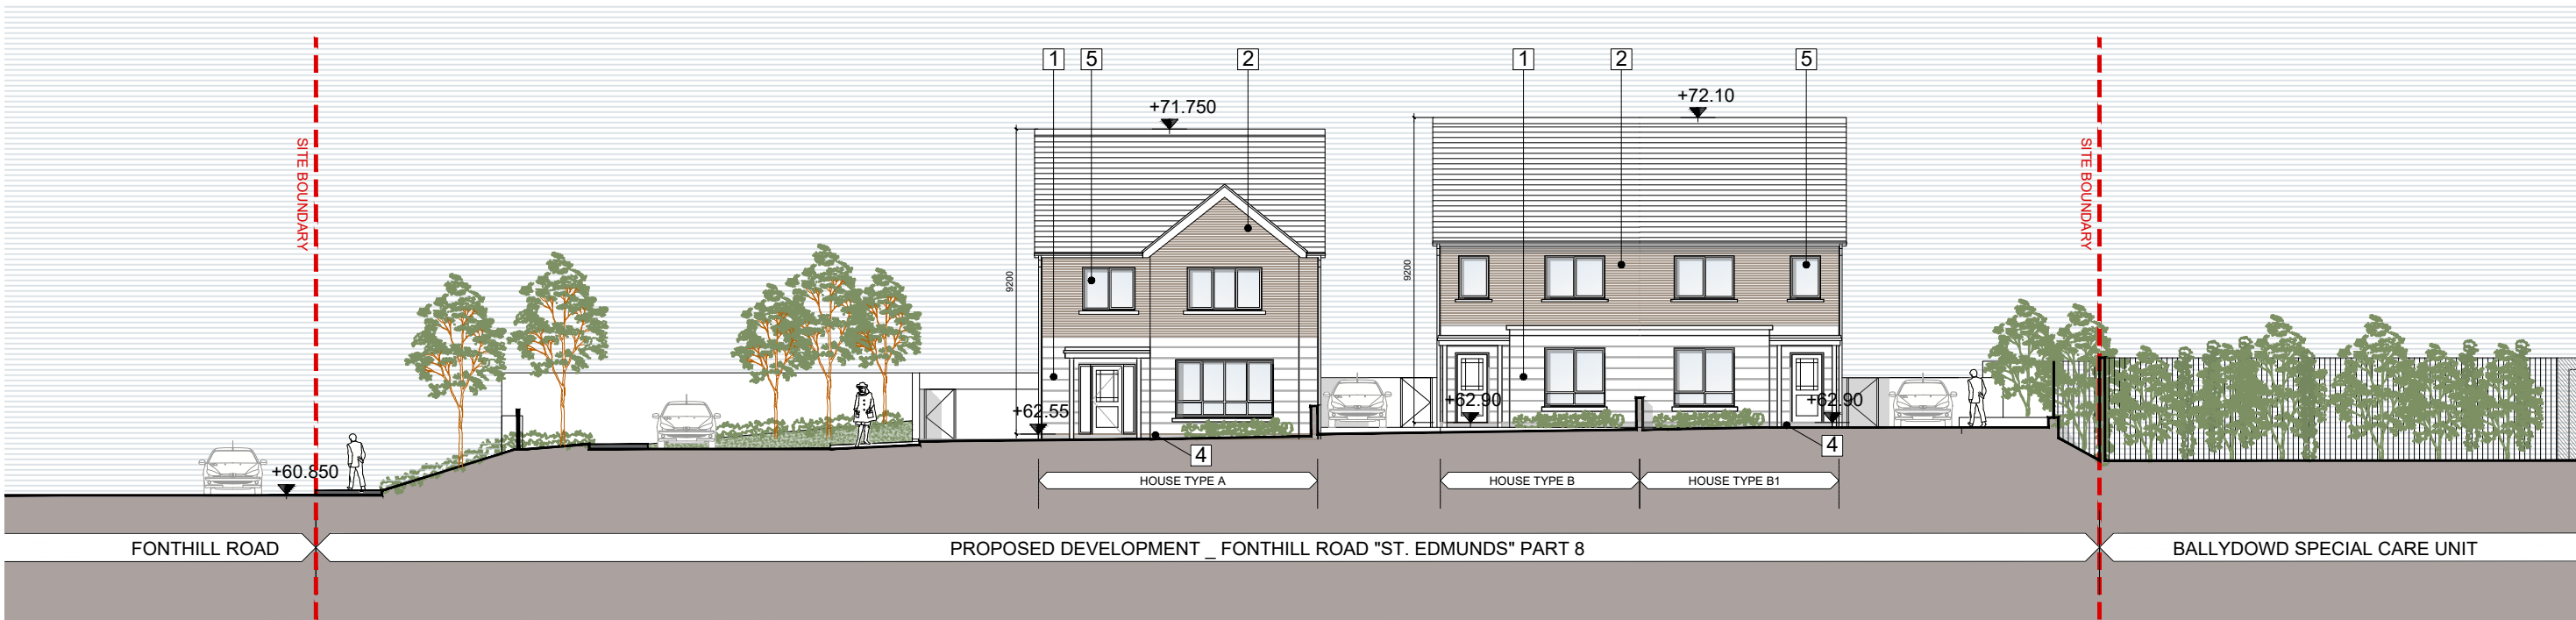 1 5 2 1 2 5
+71.750 +72.10
SITE BOUNDARY
SITE BOUNDARY
9200
9200
+62.55
+62.90
+62.90
+60.850
4
4
HOUSE TYPE A
HOUSE TYPE B
HOUSE TYPE B1
FONTHILL ROAD
PROPOSED DEVELOPMENT _ FONTHILL ROAD "ST. EDMUNDS" PART 8
BALLYDOWD SPECIAL CARE UNIT